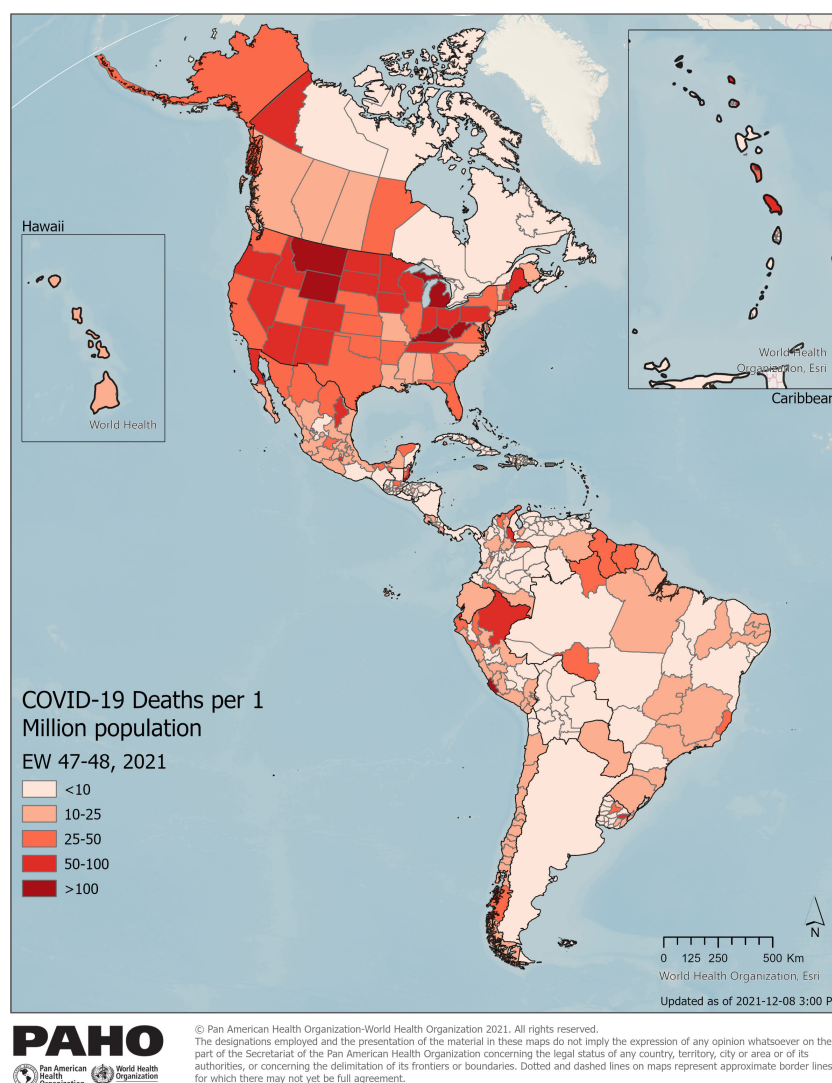 Hawaii
World Health
World Health
Organization, Esri
Caribbean
COVID-19 Deaths per 1
Million population
EW 47-48, 2021
<10
10-25
25-50
50-100
>100
N
0 125 250 500 Km
World Health Organization, Esri
Updated as of 2021-12-08 3:00 P
PAHO
Pan American
Health
Organization
World Health
Organization
© Pan American Health Organization-World Health Organization 2021. All rights reserved.
The designations employed and the presentation of the material in these maps do not imply the expression of any opinion whatsoever on the
part of the Secretariat of the Pan American Health Organization concerning the legal status of any country, territory, city or area or of its
authorities, or concerning the delimitation of its frontiers or boundaries. Dotted and dashed lines on maps represent approximate border lines
for which there may not yet be full agreement.